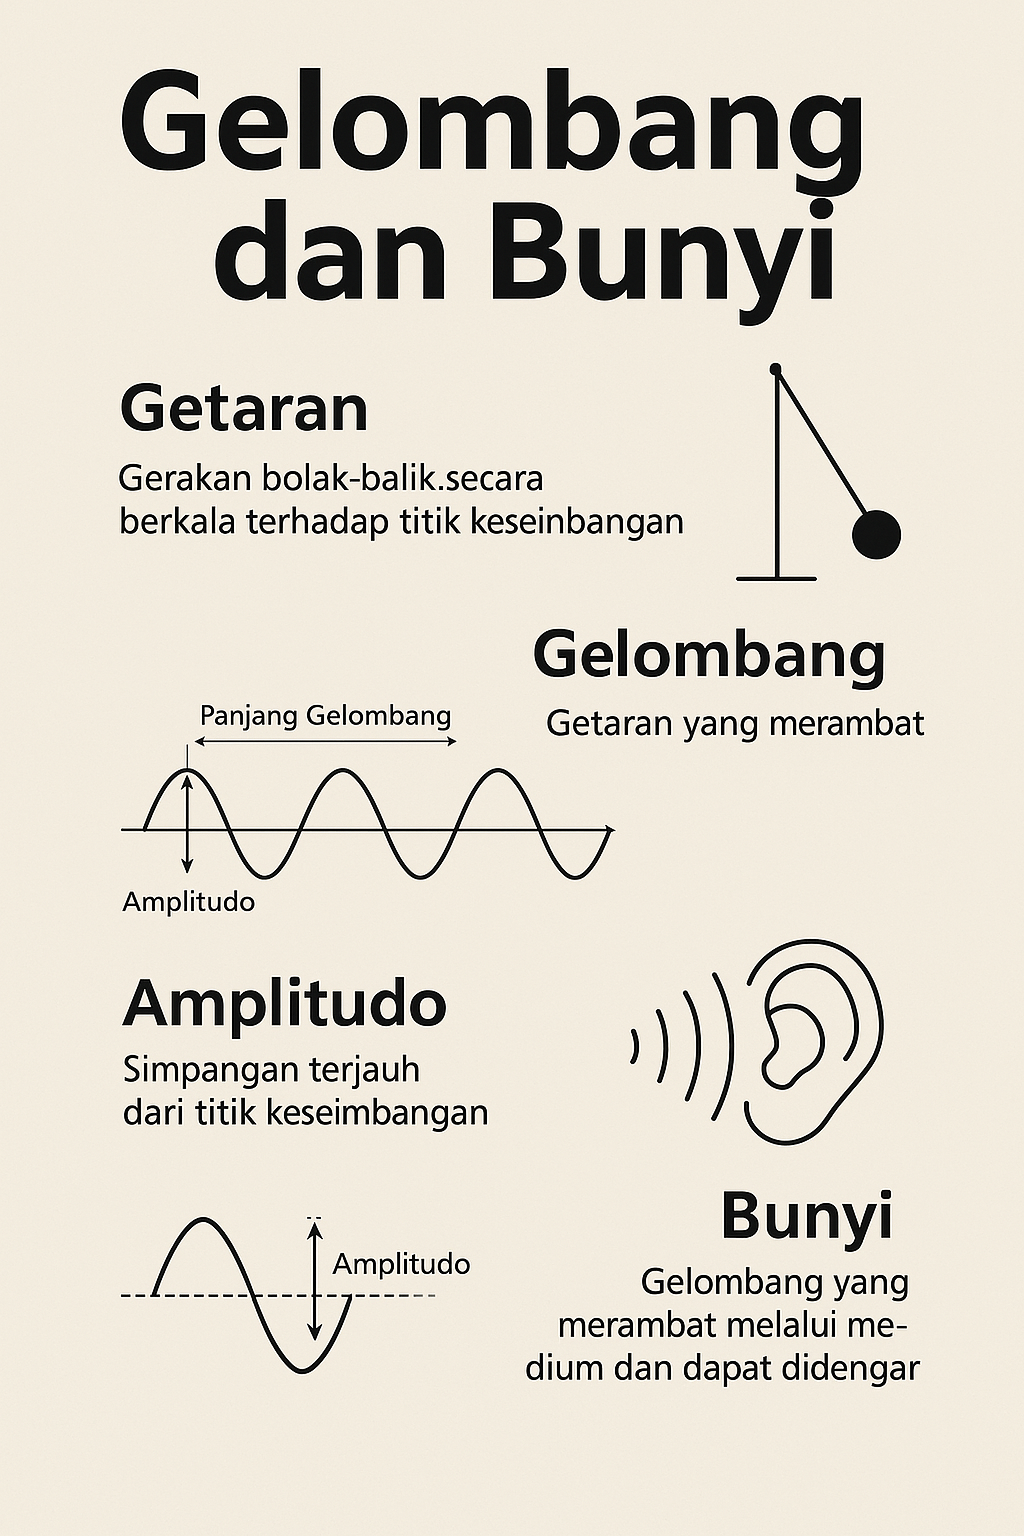 Gelombang
dan Bunyi
Getaran
Gerakan bolak-balik.secara
berkala terhadap titik keseinbangan
Gelombang
Getaran yang merambat
Panjang Gelombang
Amplitudo
Amplitudo
Simpangan terjauh
dari titik keseimbangan
Amplitudo
Bunyi
Gelombang yang
merambat melalui me-
dium dan dapat didengar